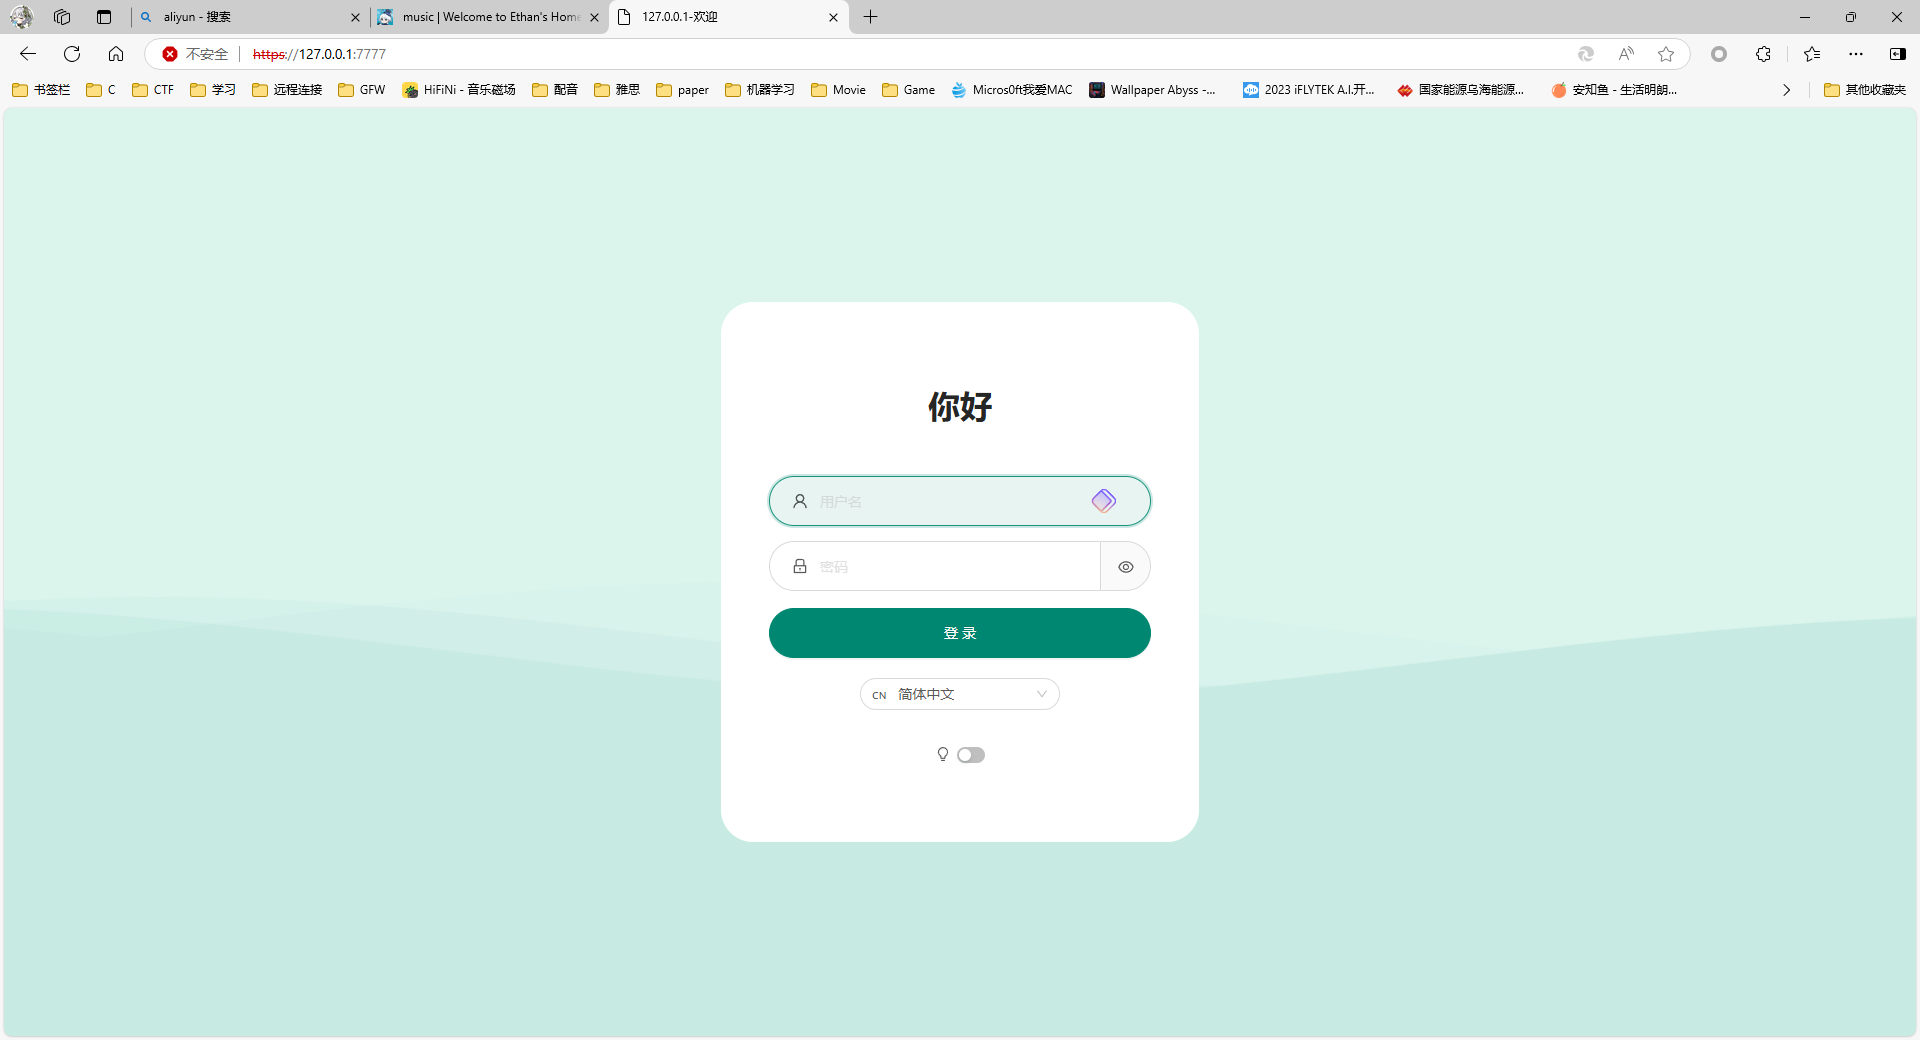 aliyun - 搜索
music | Welcome to Ethan's Home
127.0.0.1-欢迎
不安全
https://127.0.0.1:7777
书签栏
C
CTF
学习
远程连接
GFW
HiFiNi - 音乐磁场
配音
雅思
paper
机器学习
Movie
Game
Micros0ft我爱MAC
Wallpaper Abyss -...
2023 iFLYTEK A.I.开...
国家能源乌海能源...
安知鱼 - 生活明朗...
其他收藏夹
你好
用户名
密码
登 录
CN 简体中文